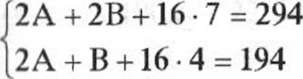 2A + 2B + 16 · 7 = 294
2A + B + 16 · 4 = 194